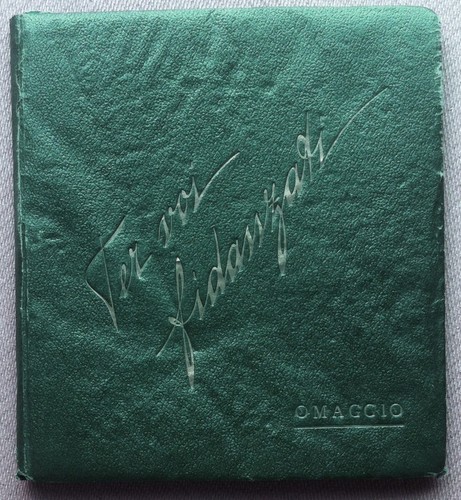 Per voi
fidanzati
OMAGGIO